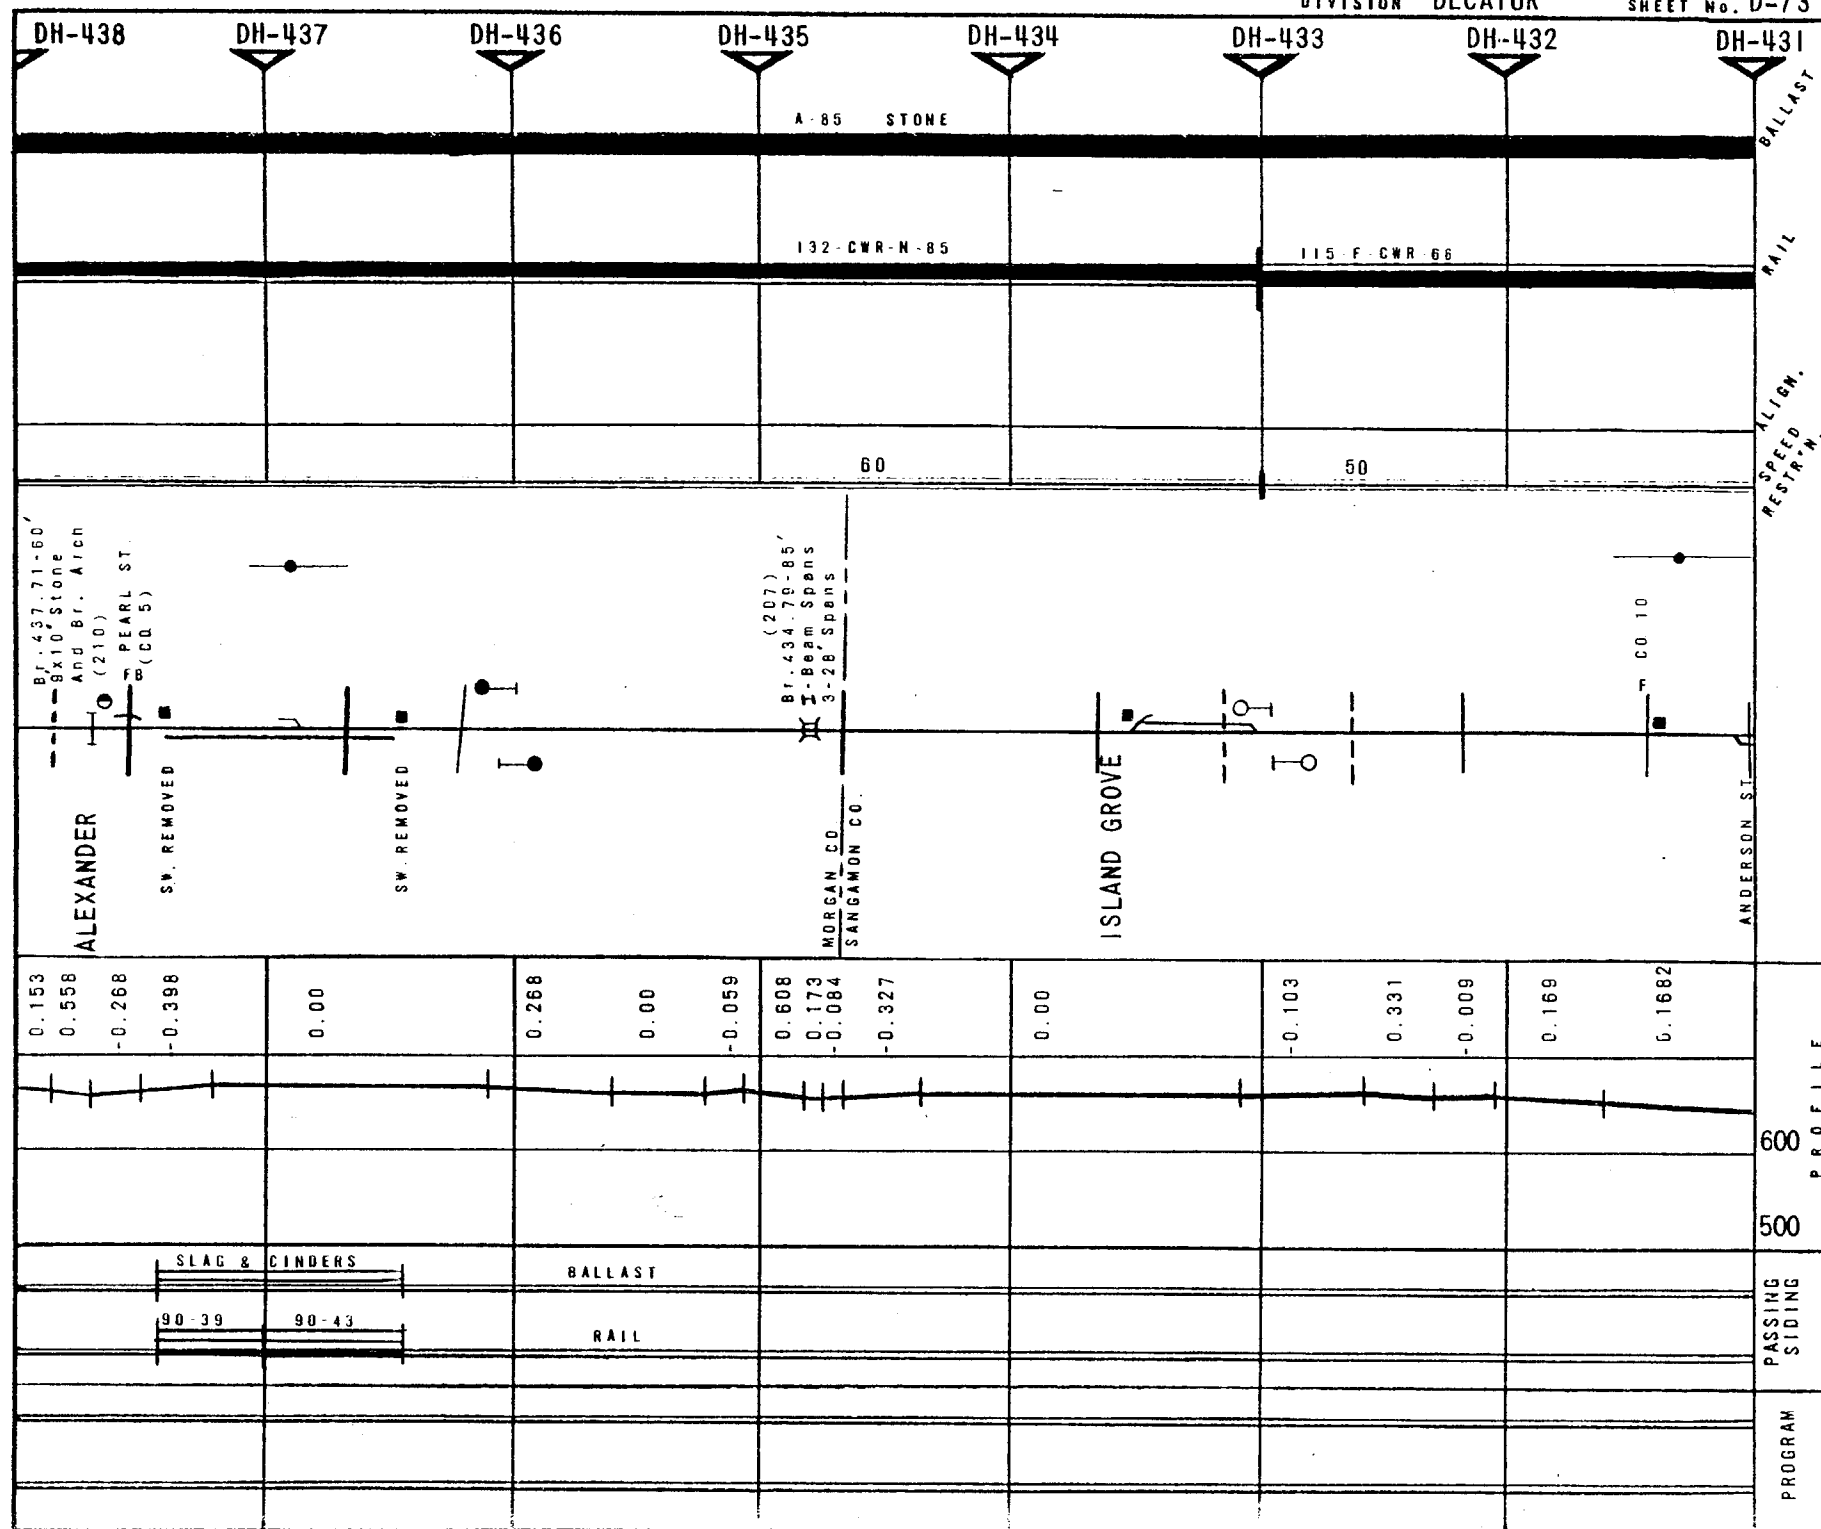 DIVISION DECATUR SHEET No. D-73
DH-438 DH-437 DH-436 DH-435 DH-434 DH-433 DH-432 DH-431
BALLAST
A-85 STONE
RAIL
132-CWR-N-85
115-F-CWR-66
ALIGN.
SPEED
RESTR'N.
60
50
Br.437.71-60'
9x10' Stone
And Br. Arch
(210)
PEARL ST.
(CO 5)
FB
(207)
Br.434.79-85'
I-Beam Spans
3-28' Spans
CO 10
F
ALEXANDER
SW. REMOVED
SW. REMOVED
MORGAN CO.
SANGAMON CO.
ISLAND GROVE
ANDERSON ST.
0.153
0.558
-0.268
-0.398
0.00
0.268
0.00
-0.059
0.608
0.173
-0.084
-0.327
0.00
-0.103
0.331
-0.009
0.169
0.1682
PROFILE
600
500
SLAG & CINDERS
BALLAST
90-39
90-43
RAIL
PASSING
SIDING
PROGRAM